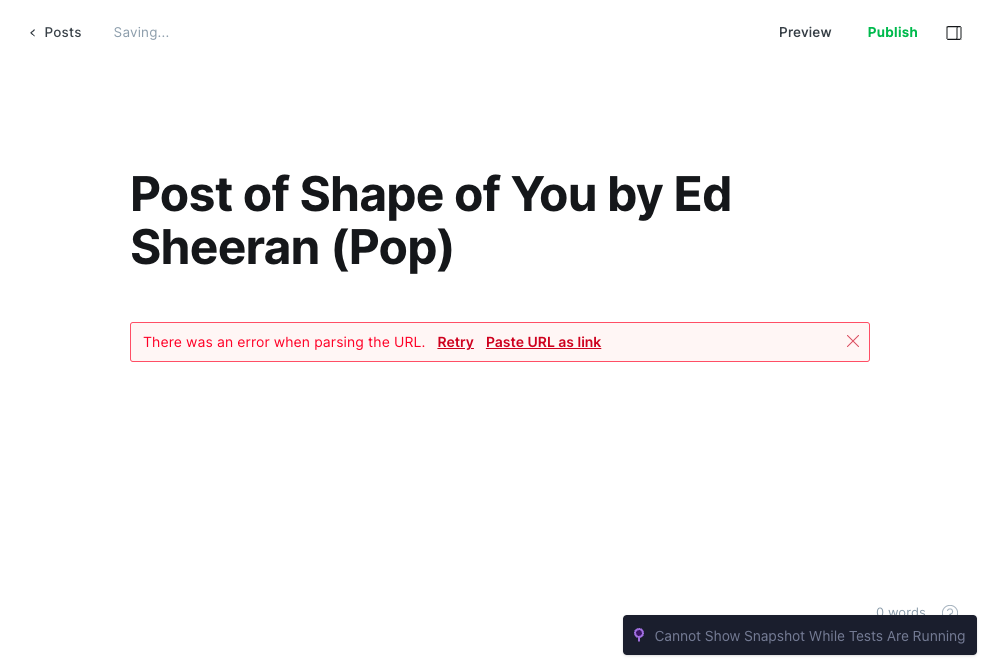 Posts
Saving...
Preview
Publish
Post of Shape of You by Ed
Sheeran (Pop)
There was an error when parsing the URL. Retry Paste URL as link
0 words
?
Cannot Show Snapshot While Tests Are Running